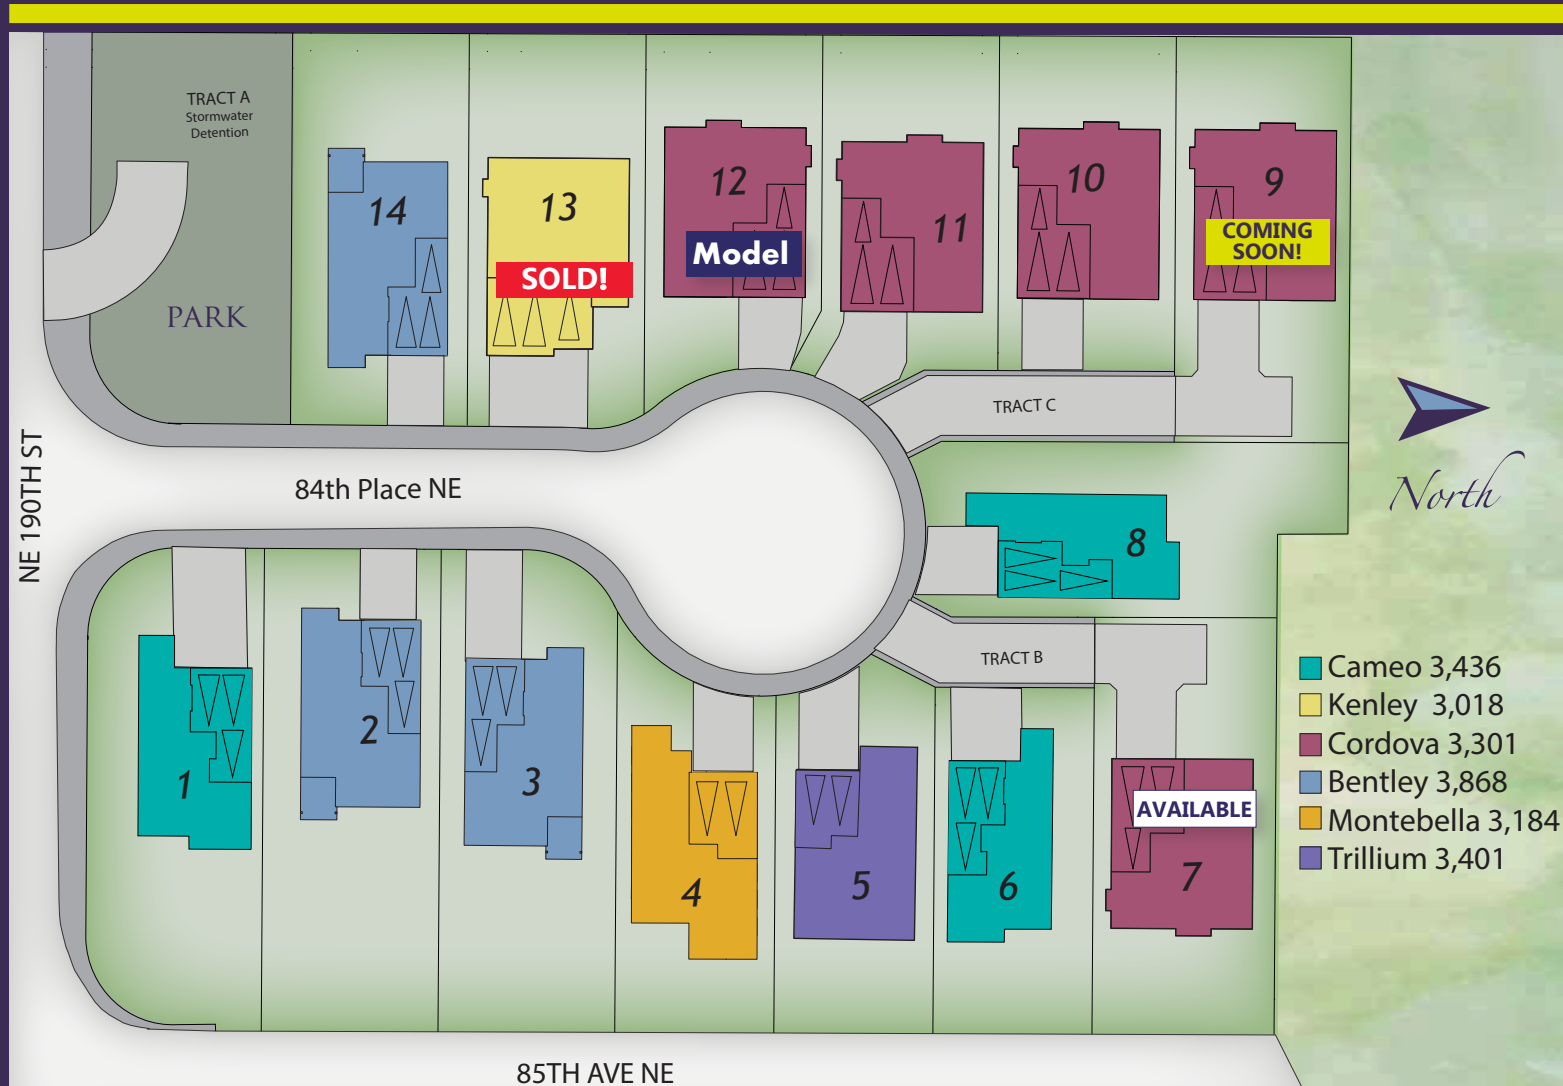 TRACT A
Stormwater
Detention
PARK
14
13
SOLD!
12
Model
11
10
9
COMING
SOON!
TRACT C
North
NE 190TH ST
84th Place NE
8
TRACT B
1
2
3
4
5
6
7
AVAILABLE
Cameo 3,436
Kenley 3,018
Cordova 3,301
Bentley 3,868
Montebella 3,184
Trillium 3,401
85TH AVE NE